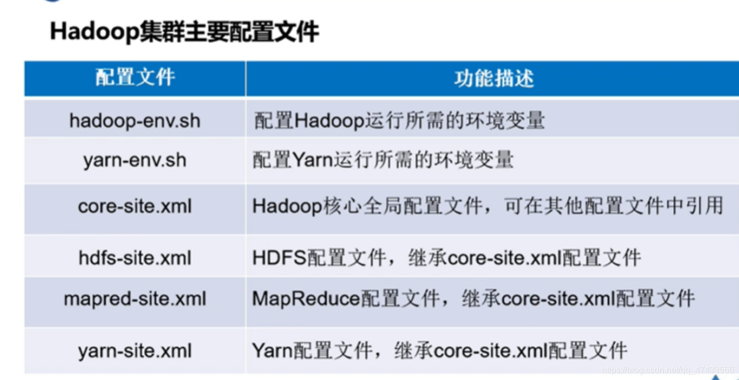 Hadoop集群主要配置文件
配置文件 功能描述
hadoop-env.sh 配置Hadoop运行所需的环境变量
yarn-env.sh 配置Yarn运行所需的环境变量
core-site.xml Hadoop核心全局配置文件，可在其他配置文件中引用
hdfs-site.xml HDFS配置文件，继承core-site.xml配置文件
mapred-site.xml MapReduce配置文件，继承core-site.xml配置文件
yarn-site.xml Yarn配置文件，继承core-site.xml配置文件